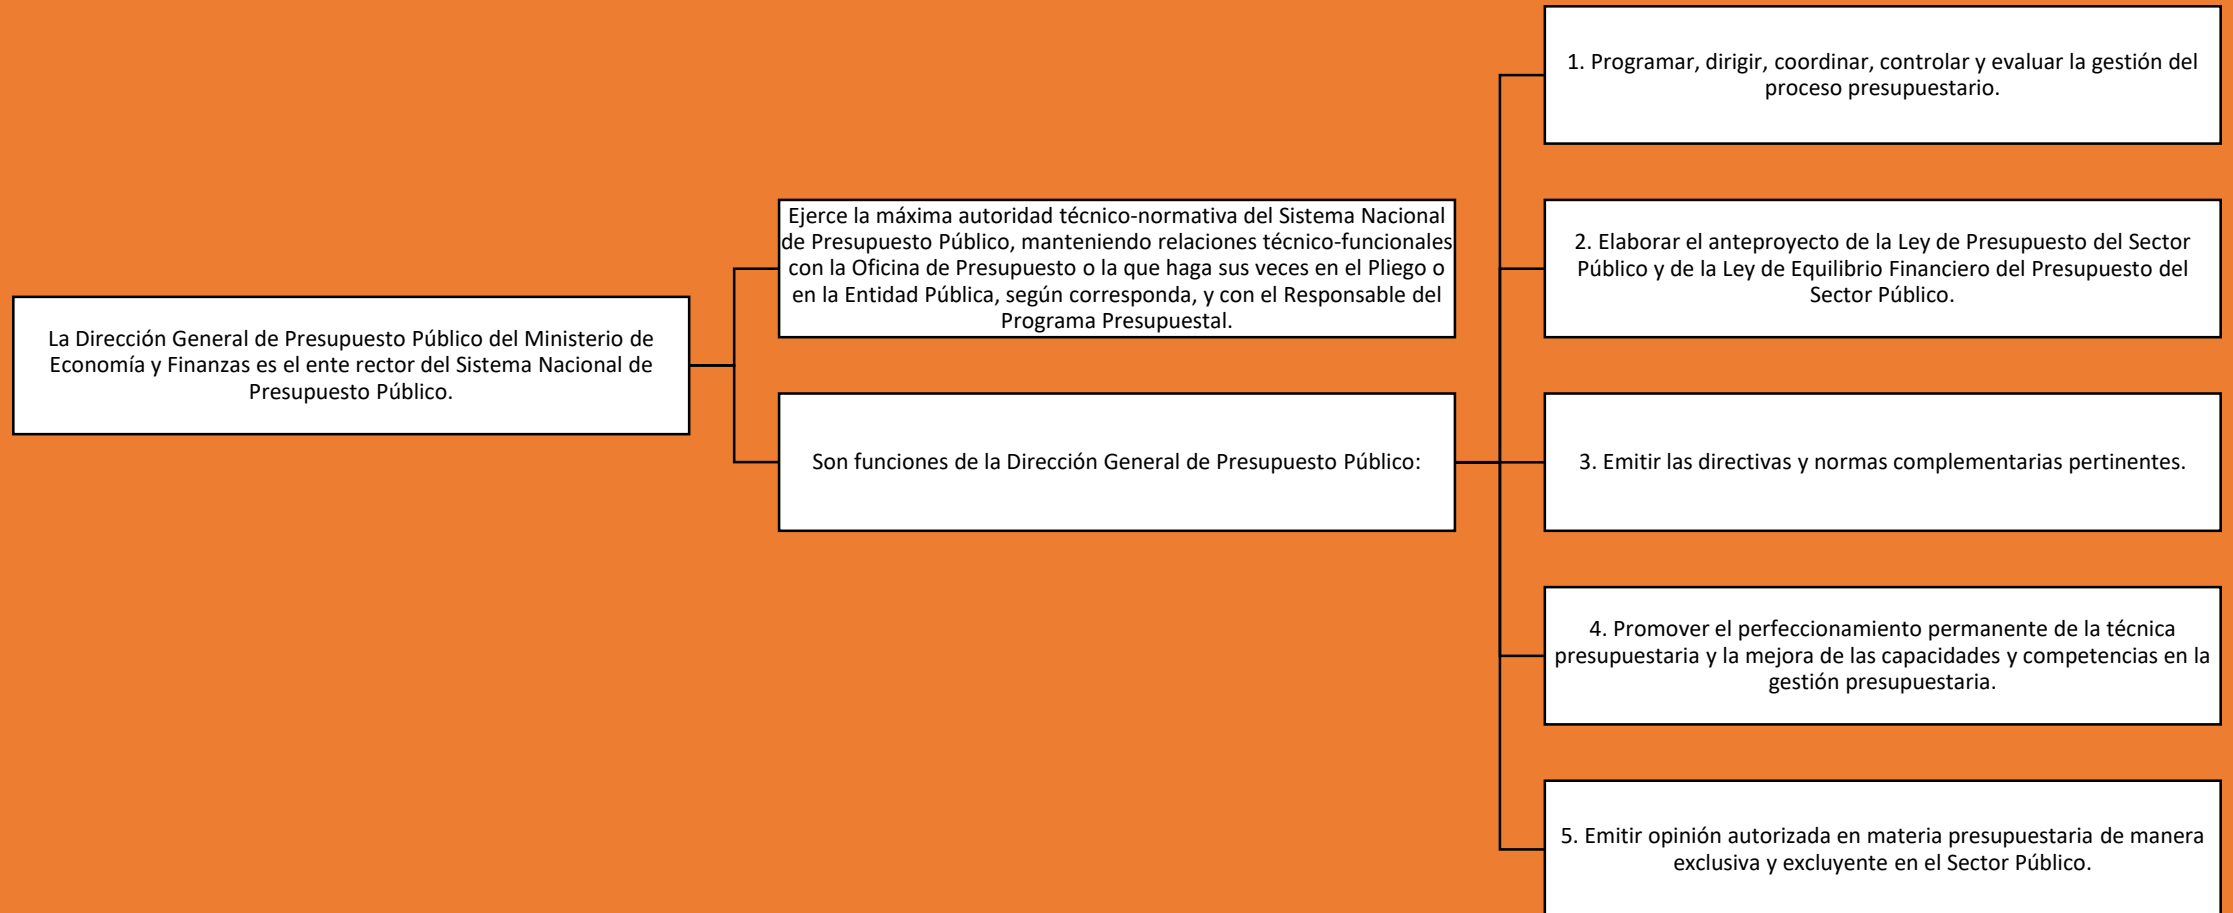 La Dirección General de Presupuesto Público del Ministerio de
Economía y Finanzas es el ente rector del Sistema Nacional de
Presupuesto Público.
Ejerce la máxima autoridad técnico-normativa del Sistema Nacional
de Presupuesto Público, manteniendo relaciones técnico-funcionales
con la Oficina de Presupuesto o la que haga sus veces en el Pliego o
en la Entidad Pública, según corresponda, y con el Responsable del
Programa Presupuestal.
Son funciones de la Dirección General de Presupuesto Público:
1. Programar, dirigir, coordinar, controlar y evaluar la gestión del
proceso presupuestario.
2. Elaborar el anteproyecto de la Ley de Presupuesto del Sector
Público y de la Ley de Equilibrio Financiero del Presupuesto del
Sector Público.
3. Emitir las directivas y normas complementarias pertinentes.
4. Promover el perfeccionamiento permanente de la técnica
presupuestaria y la mejora de las capacidades y competencias en la
gestión presupuestaria.
5. Emitir opinión autorizada en materia presupuestaria de manera
exclusiva y excluyente en el Sector Público.